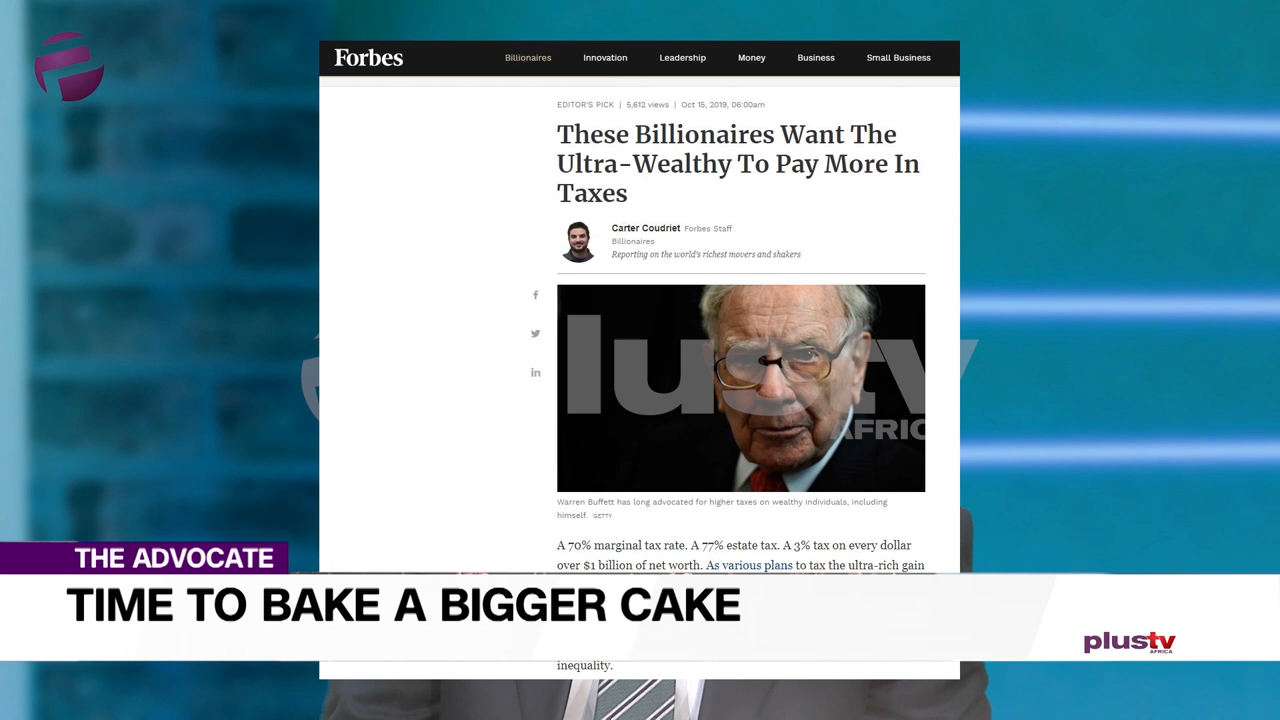 Forbes
Billionaires Innovation Leadership Money Business Small Business
EDITOR'S PICK | 5,612 views | Oct 15, 2019, 06:00am
These Billionaires Want The
Ultra-Wealthy To Pay More In
Taxes
Carter Coudriet Forbes Staff
Billionaires
Reporting on the world's richest movers and shakers
plustv
AFRIC
Warren Buffett has long advocated for higher taxes on wealthy individuals, including
himself. GETTY
A 70% marginal tax rate. A 77% estate tax. A 3% tax on every dollar
over $1 billion of net worth. As various plans to tax the ultra-rich gain
THE ADVOCATE
TIME TO BAKE A BIGGER CAKE
plustv
AFRICA
inequality.